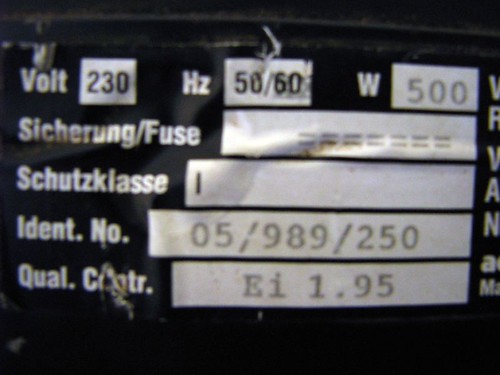 Volt 230 Hz 50/60 W 500
Sicherung/Fuse -------
Schutzklasse I
Ident. No. 05/989/250
Qual. Contr. Ei 1.95